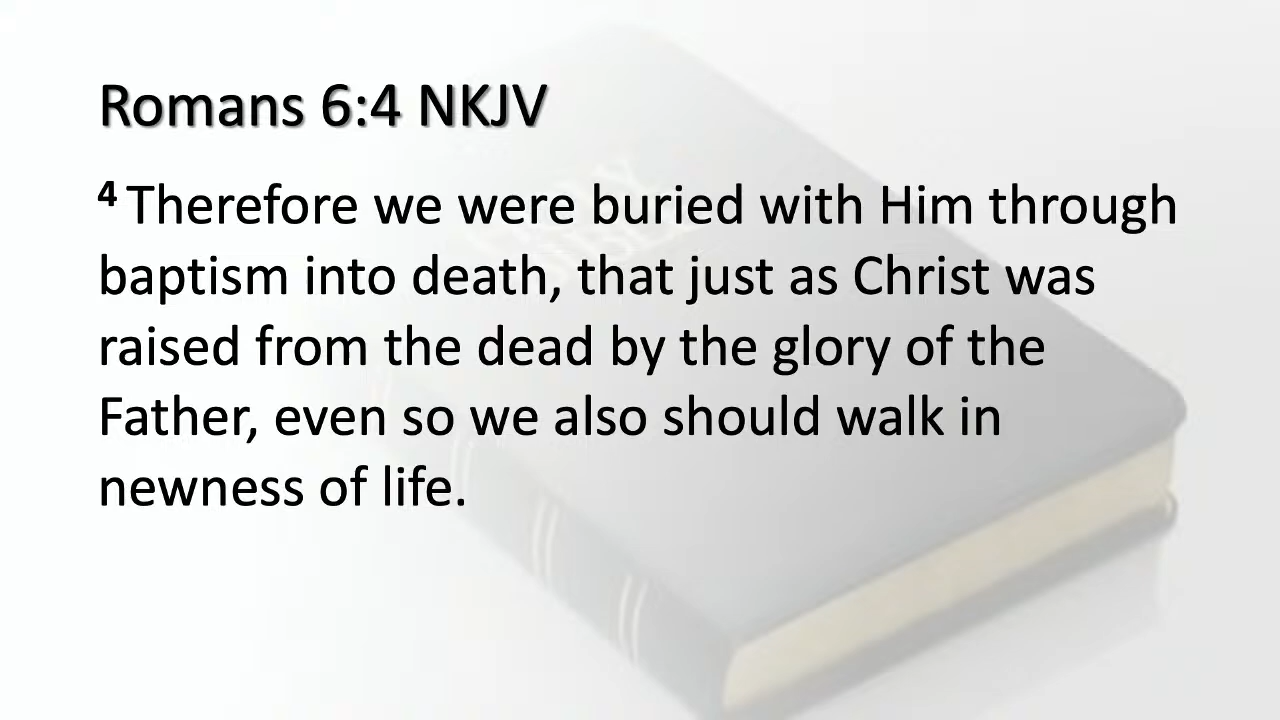 Romans 6:4 NKJV
4 Therefore we were buried with Him through
baptism into death, that just as Christ was
raised from the dead by the glory of the
Father, even so we also should walk in
newness of life.
HOLY
BIBLE